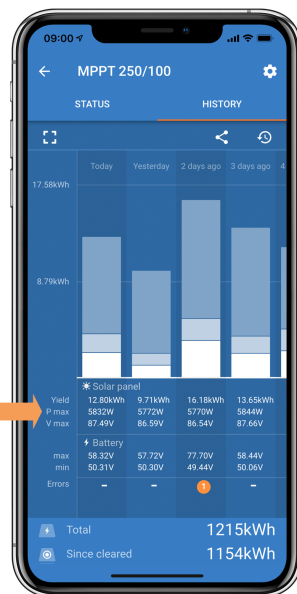 09:00
MPPT 250/100
STATUS HISTORY
Today Yesterday 2 days ago 3 days ago 4
17.58kWh
8.79kWh
Solar panel
Yield 12.80kWh 9.71kWh 16.18kWh 13.65kWh
P max 5832W 5772W 5770W 5844W
V max 87.49V 86.59V 86.54V 87.66V
Battery
max 58.32V 57.72V 77.70V 58.44V
min 50.31V 50.30V 49.44V 50.06V
Errors – – 1 –
Total 1215kWh
Since cleared 1154kWh